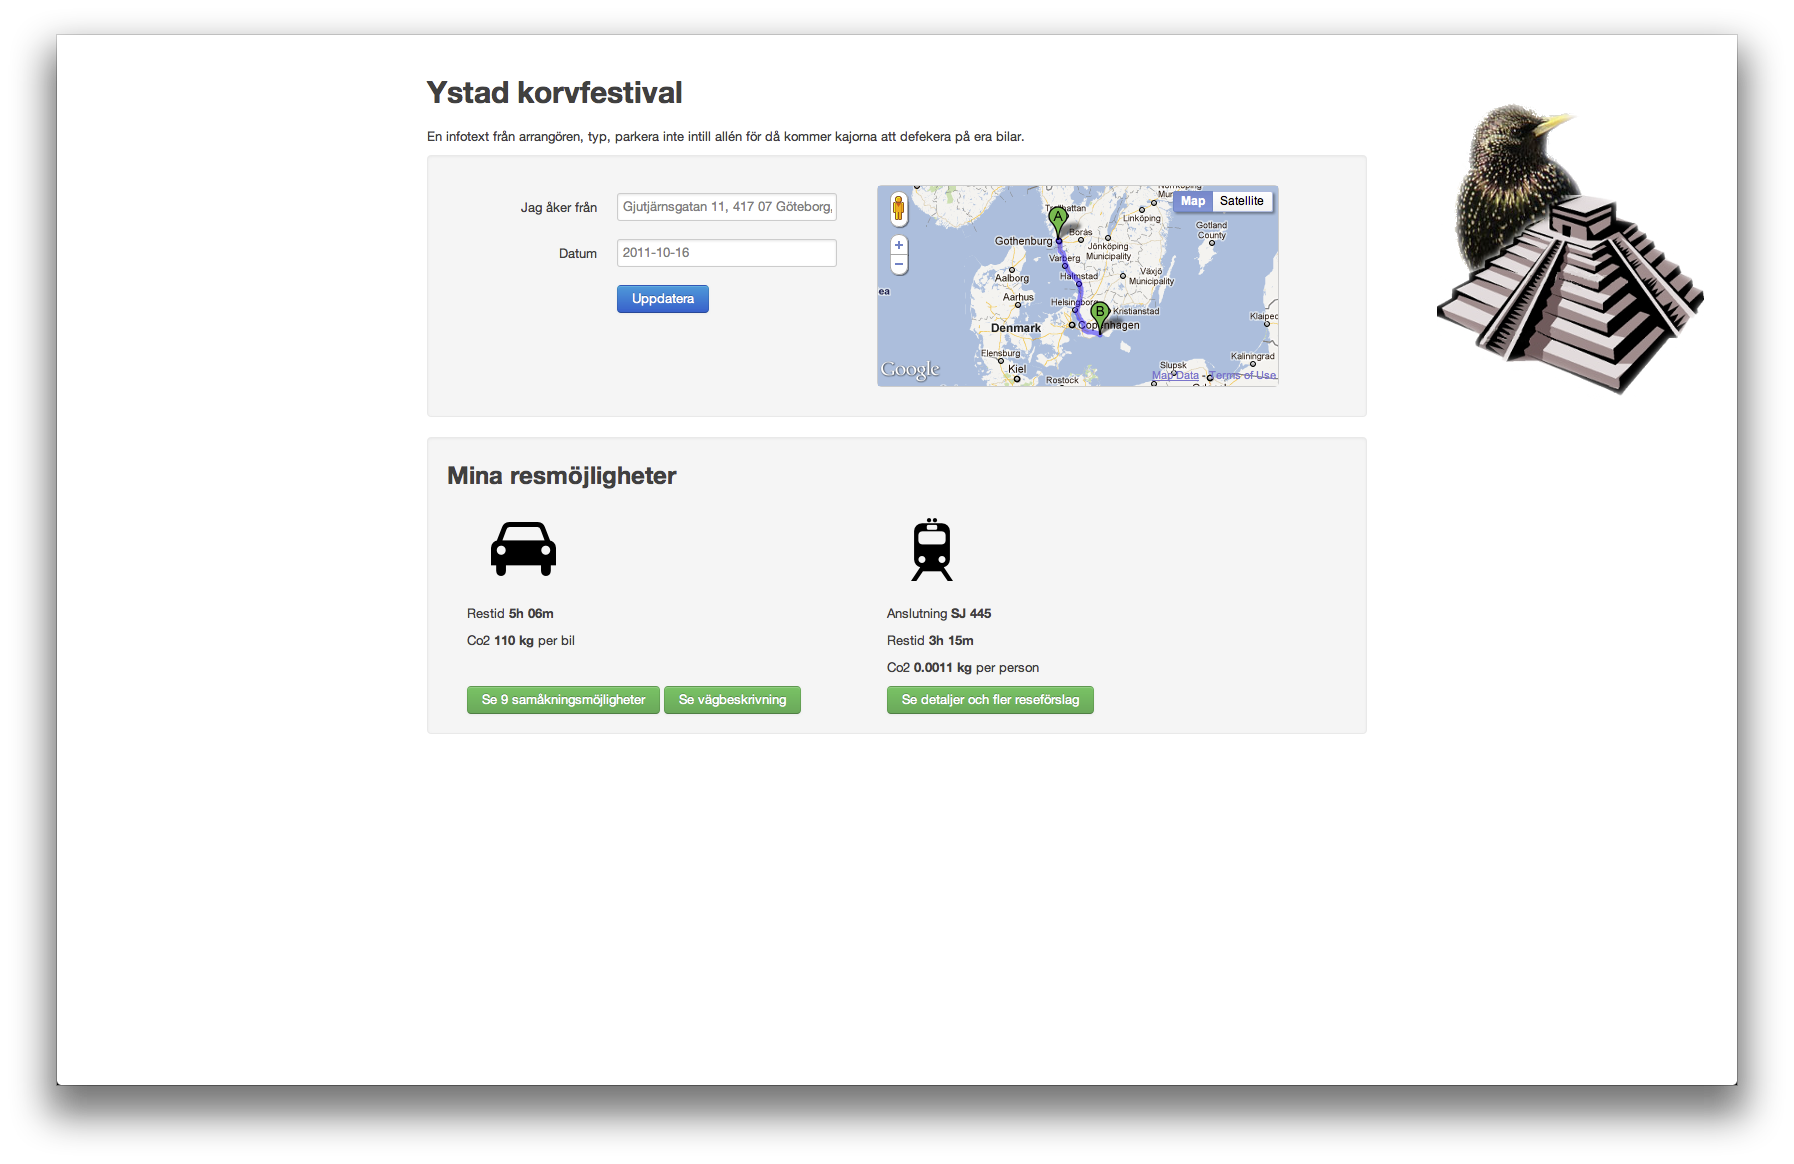 Ystad korvfestival
En infotext från arrangören, typ, parkera inte intill allén för då kommer kajorna att defekera på era bilar.
Jag åker från
Gjutjärnsgatan 11, 417 07 Göteborg,
Datum
2011-10-16
Uppdatera
Map
Satellite
Linköping
Gotland
County
A
Gothenburg
Borås
Jönköping
Municipality
Varberg
Växjö
Municipality
Halmstad
Aalborg
ea
Aarhus
B
Kristianstad
Denmark
Copenhagen
Klaipec
Flensburg
Kaliningrad
Kiel
Slupsk
Rostock
Google
Map Data - Terms of Use
Mina resmöjligheter
Restid 5h 06m
Co2 110 kg per bil
Se 9 samåkningsmöjligheter
Se vägbeskrivning
Anslutning SJ 445
Restid 3h 15m
Co2 0.0011 kg per person
Se detaljer och fler reseförslag